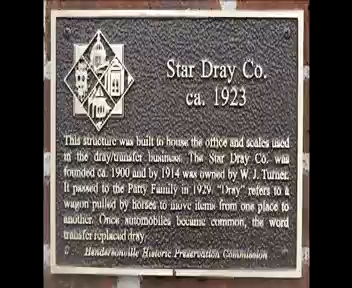 Star Dray Co.
ca. 1923
This structure was built to house the office and scales used
in the dray/transfer business. The Star Dray Co. was
founded ca. 1900 and by 1914 was owned by W. J. Turner.
It passed to the Patty Family in 1929. "Dray" refers to a
wagon pulled by horses to move items from one place to
another. Once automobiles became common, the word
transfer replaced dray.
Hendersonville Historic Preservation Commission